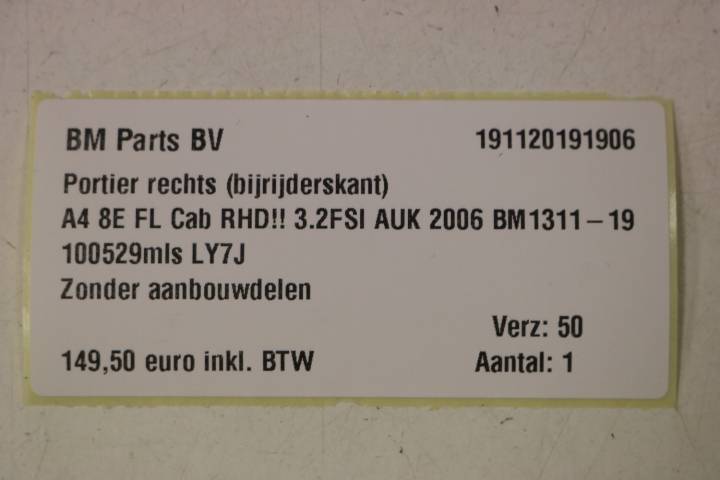 BM Parts BV 191120191906
Portier rechts (bijrijderskant)
A4 8E FL Cab RHD!! 3.2FSI AUK 2006 BM1311-19
100529mls LY7J
Zonder aanbouwdelen
Verz: 50
149,50 euro inkl. BTW Aantal: 1